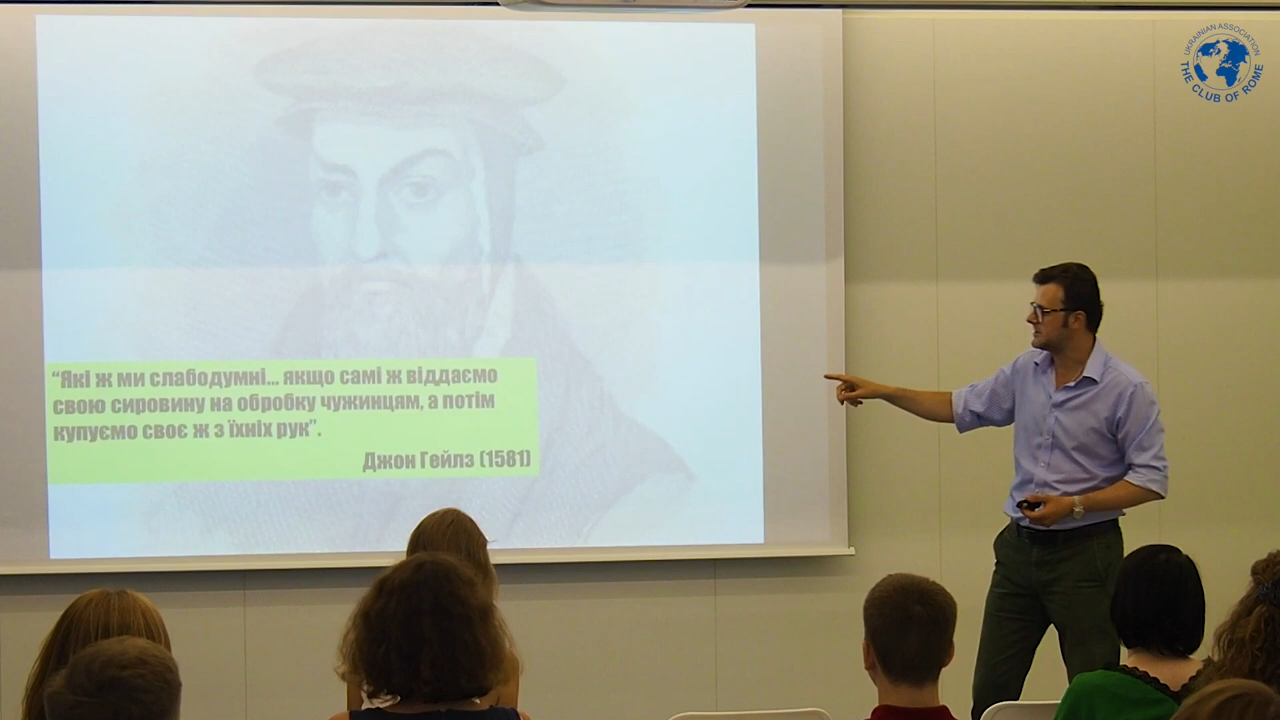 “Які ж ми слабодумні... якщо самі ж віддаємо
свою сировину на обробку чужинцям, а потім
купуємо своє ж з їхніх рук”.
Джон Гейлз (1581)
UKRAINIAN ASSOCIATION
THE CLUB OF ROME